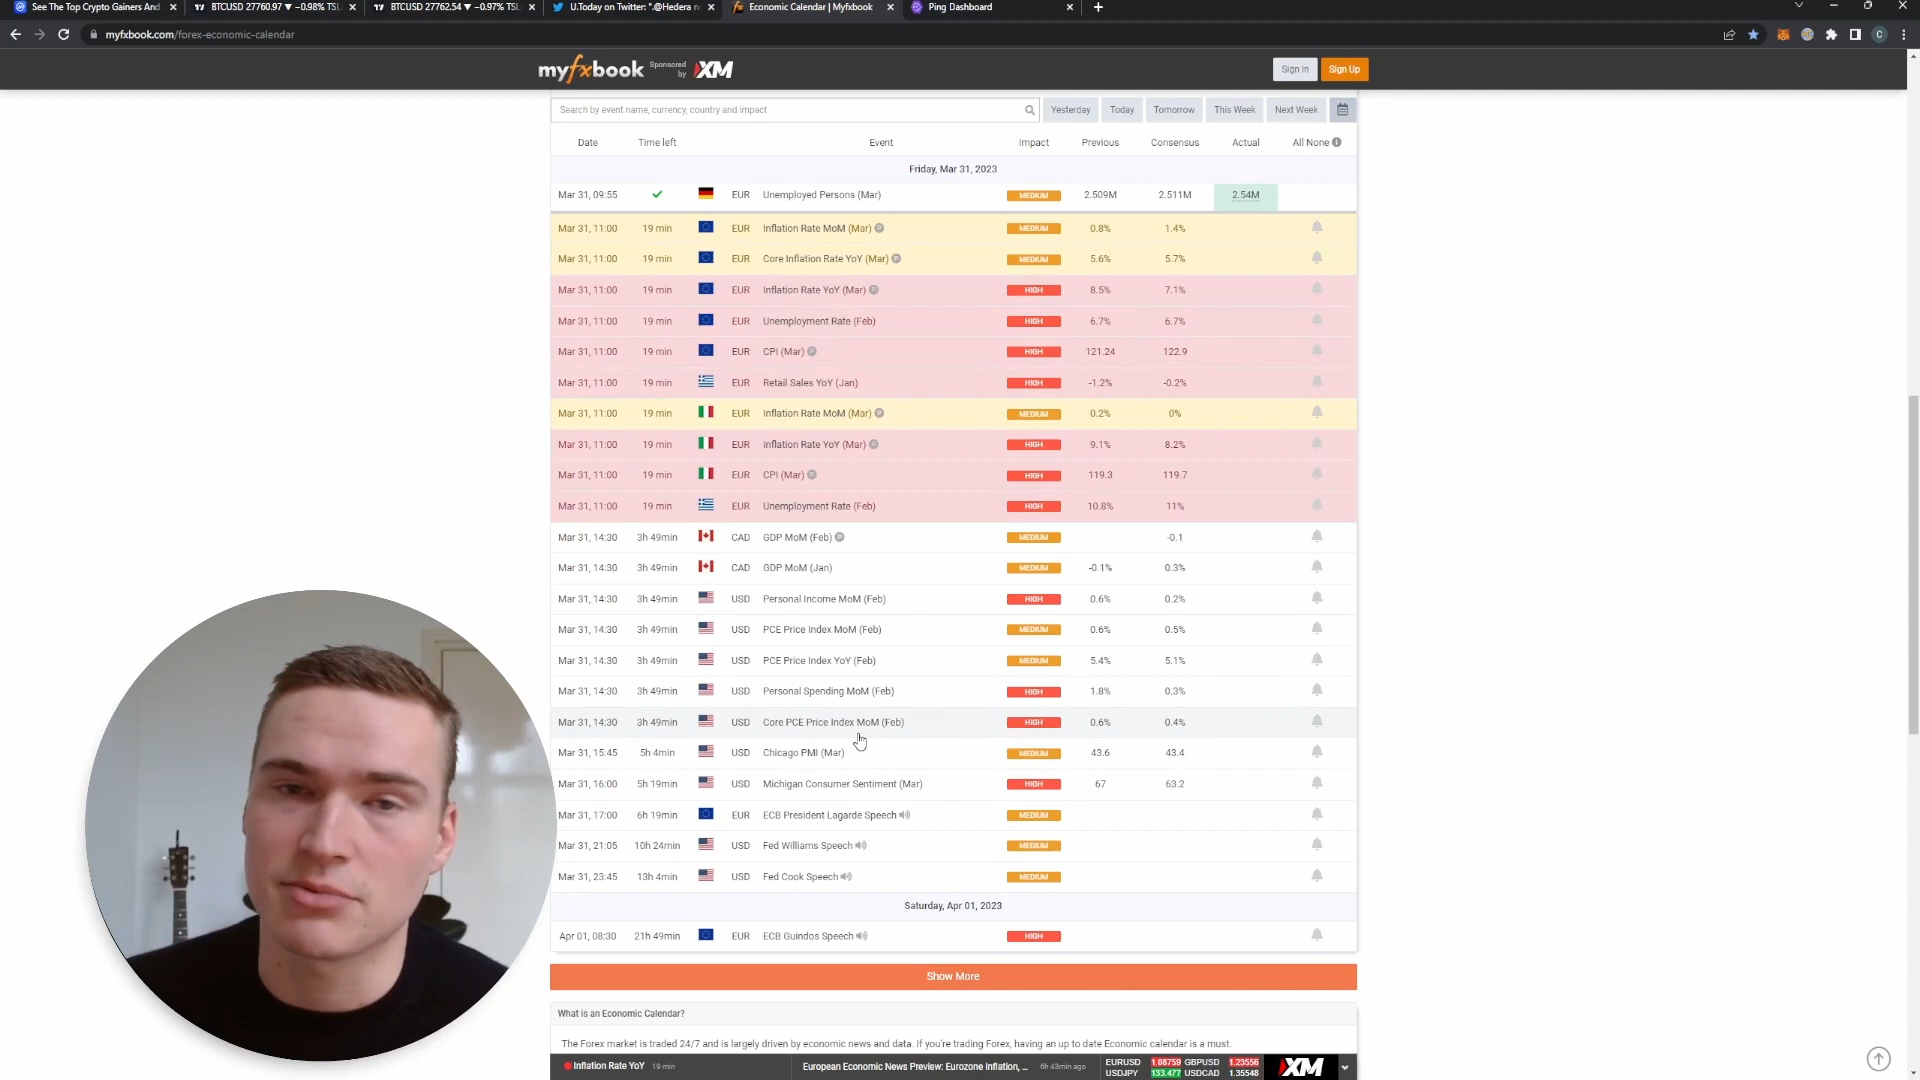 See The Top Crypto Gainers And
BTCUSD 27760.97 ▼ −0.98% TSL
BTCUSD 27762.54 ▼ −0.97% TSL
U.Today on Twitter: ".@Hedera
Economic Calendar | Myfxbook
Ping Dashboard
myfxbook.com/forex-economic-calendar
C
myfxbook Sponsored by XM
Sign In Sign Up
Search by event name, currency, country and impact Yesterday Today Tomorrow This Week Next Week
Date Time left Event Impact Previous Consensus Actual All None
Friday, Mar 31, 2023
Mar 31, 09:55 EUR Unemployed Persons (Mar) MEDIUM 2.509M 2.511M 2.54M
Mar 31, 11:00 19 min EUR Inflation Rate MoM (Mar) P MEDIUM 0.8% 1.4%
Mar 31, 11:00 19 min EUR Core Inflation Rate YoY (Mar) P MEDIUM 5.6% 5.7%
Mar 31, 11:00 19 min EUR Inflation Rate YoY (Mar) P HIGH 8.5% 7.1%
Mar 31, 11:00 19 min EUR Unemployment Rate (Feb) HIGH 6.7% 6.7%
Mar 31, 11:00 19 min EUR CPI (Mar) P HIGH 121.24 122.9
Mar 31, 11:00 19 min EUR Retail Sales YoY (Jan) HIGH -1.2% -0.2%
Mar 31, 11:00 19 min EUR Inflation Rate MoM (Mar) P MEDIUM 0.2% 0%
Mar 31, 11:00 19 min EUR Inflation Rate YoY (Mar) P HIGH 9.1% 8.2%
Mar 31, 11:00 19 min EUR CPI (Mar) P HIGH 119.3 119.7
Mar 31, 11:00 19 min EUR Unemployment Rate (Feb) HIGH 10.8% 11%
Mar 31, 14:30 3h 49min CAD GDP MoM (Feb) P MEDIUM -0.1
Mar 31, 14:30 3h 49min CAD GDP MoM (Jan) MEDIUM -0.1% 0.3%
Mar 31, 14:30 3h 49min USD Personal Income MoM (Feb) HIGH 0.6% 0.2%
Mar 31, 14:30 3h 49min USD PCE Price Index MoM (Feb) MEDIUM 0.6% 0.5%
Mar 31, 14:30 3h 49min USD PCE Price Index YoY (Feb) MEDIUM 5.4% 5.1%
Mar 31, 14:30 3h 49min USD Personal Spending MoM (Feb) HIGH 1.8% 0.3%
Mar 31, 14:30 3h 49min USD Core PCE Price Index MoM (Feb) HIGH 0.6% 0.4%
Mar 31, 15:45 5h 4min USD Chicago PMI (Mar) MEDIUM 43.6 43.4
Mar 31, 16:00 5h 19min USD Michigan Consumer Sentiment (Mar) HIGH 67 63.2
Mar 31, 17:00 6h 19min EUR ECB President Lagarde Speech MEDIUM
Mar 31, 21:05 10h 24min USD Fed Williams Speech MEDIUM
Mar 31, 23:45 13h 4min USD Fed Cook Speech MEDIUM
Saturday, Apr 01, 2023
Apr 01, 08:30 21h 49min EUR ECB Guindos Speech HIGH
Show More
What is an Economic Calendar?
The Forex market is traded 24/7 and is largely driven by economic news and data. If you're trading Forex, having an up to date Economic calendar is a must.
Inflation Rate YoY 19 min European Economic News Preview: Eurozone Inflation, ... 6h 43min ago
EURUSD 1.08759 GBPUSD 1.23556 XM
USDJPY 133.477 USDCAD 1.35548